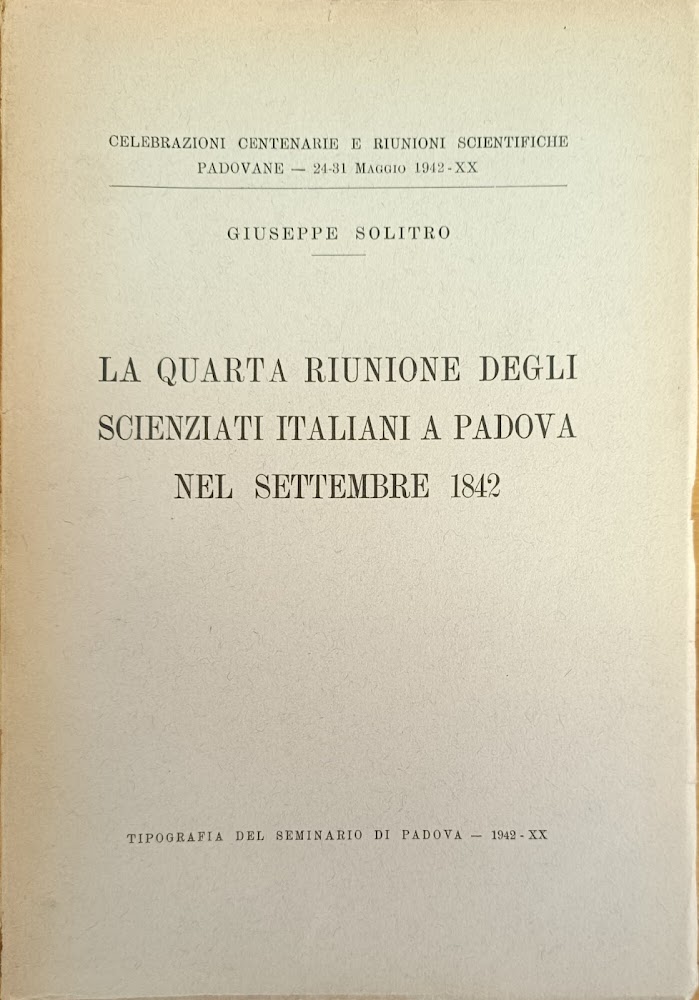 CELEBRAZIONI CENTENARIE E RIUNIONI SCIENTIFICHE
PADOVANE — 24-31 MAGGIO 1942-XX
GIUSEPPE SOLITRO
LA QUARTA RIUNIONE DEGLI
SCIENZIATI ITALIANI A PADOVA
NEL SETTEMBRE 1842
TIPOGRAFIA DEL SEMINARIO DI PADOVA — 1942-XX